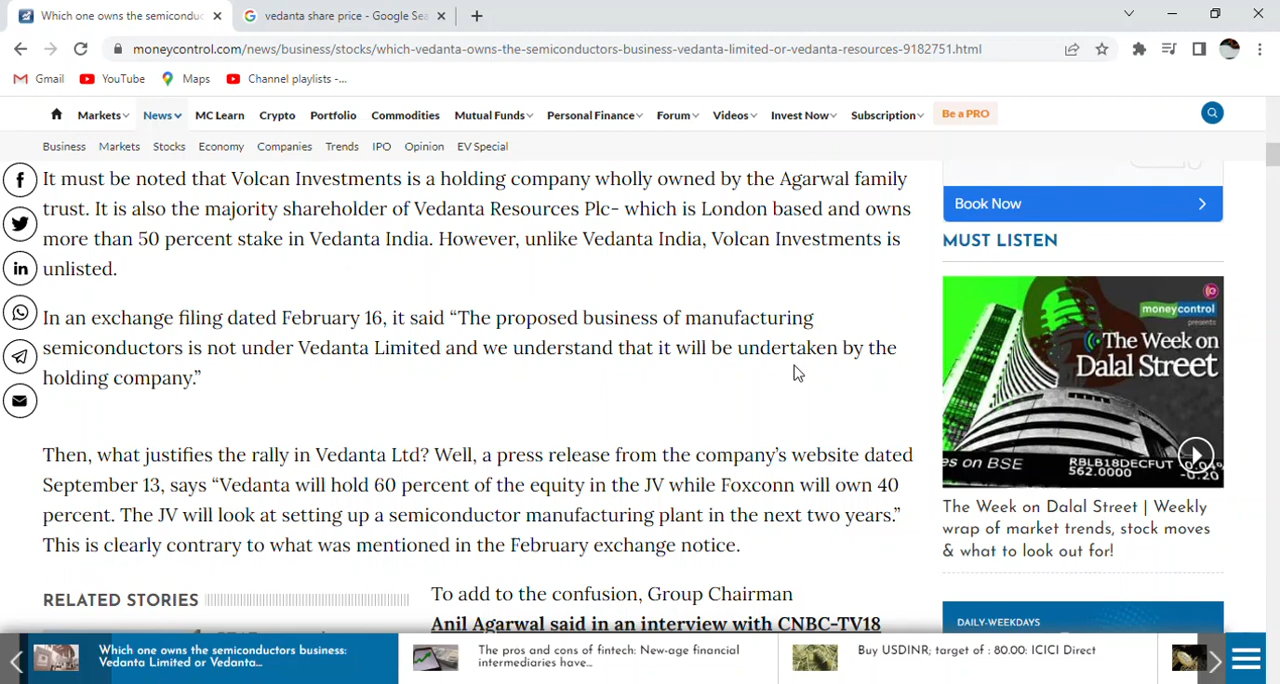 Which one owns the semiconduc
vedanta share price - Google Sea
moneycontrol.com/news/business/stocks/which-vedanta-owns-the-semiconductors-business-vedanta-limited-or-vedanta-resources-9182751.html
Gmail YouTube Maps Channel playlists -...
Markets News MC Learn Crypto Portfolio Commodities Mutual Funds Personal Finance Forum Videos Invest Now Subscription Be a PRO
Business Markets Stocks Economy Companies Trends IPO Opinion EV Special
It must be noted that Volcan Investments is a holding company wholly owned by the Agarwal family
trust. It is also the majority shareholder of Vedanta Resources Plc- which is London based and owns
more than 50 percent stake in Vedanta India. However, unlike Vedanta India, Volcan Investments is
unlisted.
In an exchange filing dated February 16, it said “The proposed business of manufacturing
semiconductors is not under Vedanta Limited and we understand that it will be undertaken by the
holding company.”
Then, what justifies the rally in Vedanta Ltd? Well, a press release from the company’s website dated
September 13, says “Vedanta will hold 60 percent of the equity in the JV while Foxconn will own 40
percent. The JV will look at setting up a semiconductor manufacturing plant in the next two years.”
This is clearly contrary to what was mentioned in the February exchange notice.
RELATED STORIES
To add to the confusion, Group Chairman
Anil Agarwal said in an interview with CNBC-TV18
Book Now
MUST LISTEN
moneycontrol
presents
The Week on
Dalal Street
es on BSE
RBLB18DECFUT
562.0000
-0.20
The Week on Dalal Street | Weekly
wrap of market trends, stock moves
& what to look out for!
DAILY-WEEKDAYS
Which one owns the semiconductors business:
Vedanta Limited or Vedanta...
The pros and cons of fintech: New-age financial
intermediaries have...
Buy USDINR; target of : 80.00: ICICI Direct